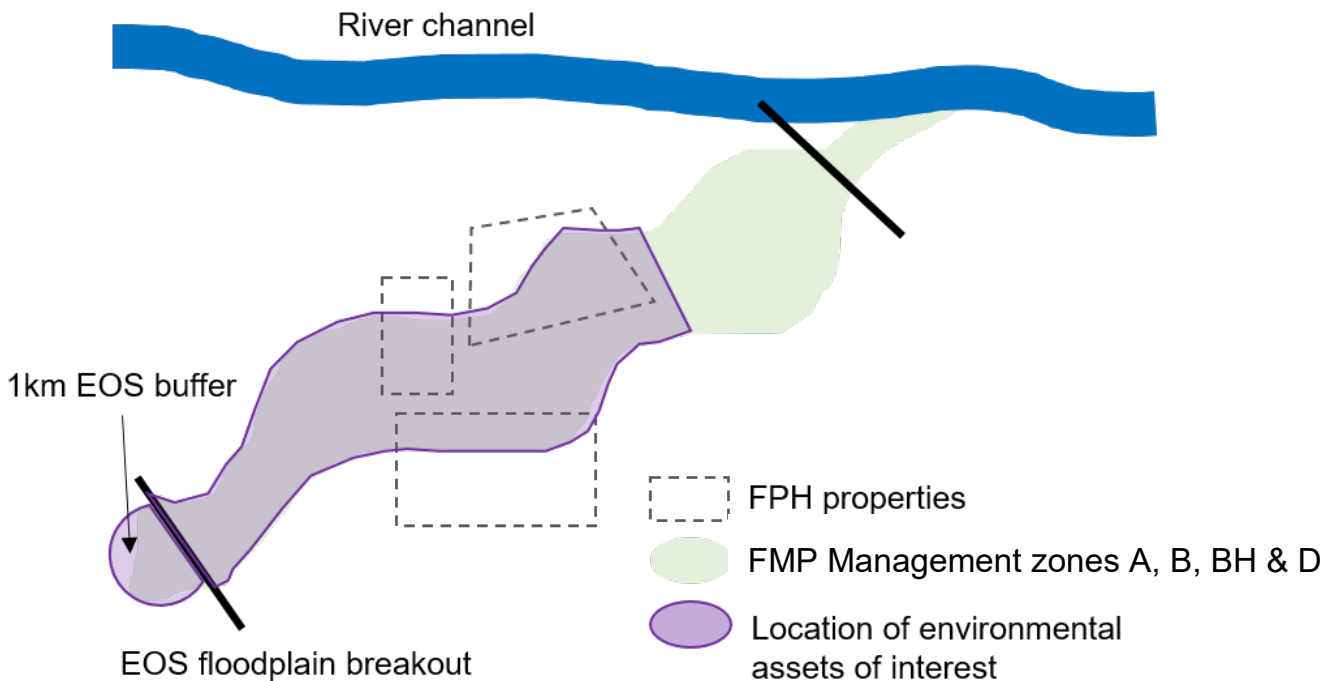 River channel
1km EOS buffer
FPH properties
FMP Management zones A, B, BH & D
Location of environmental
assets of interest
EOS floodplain breakout